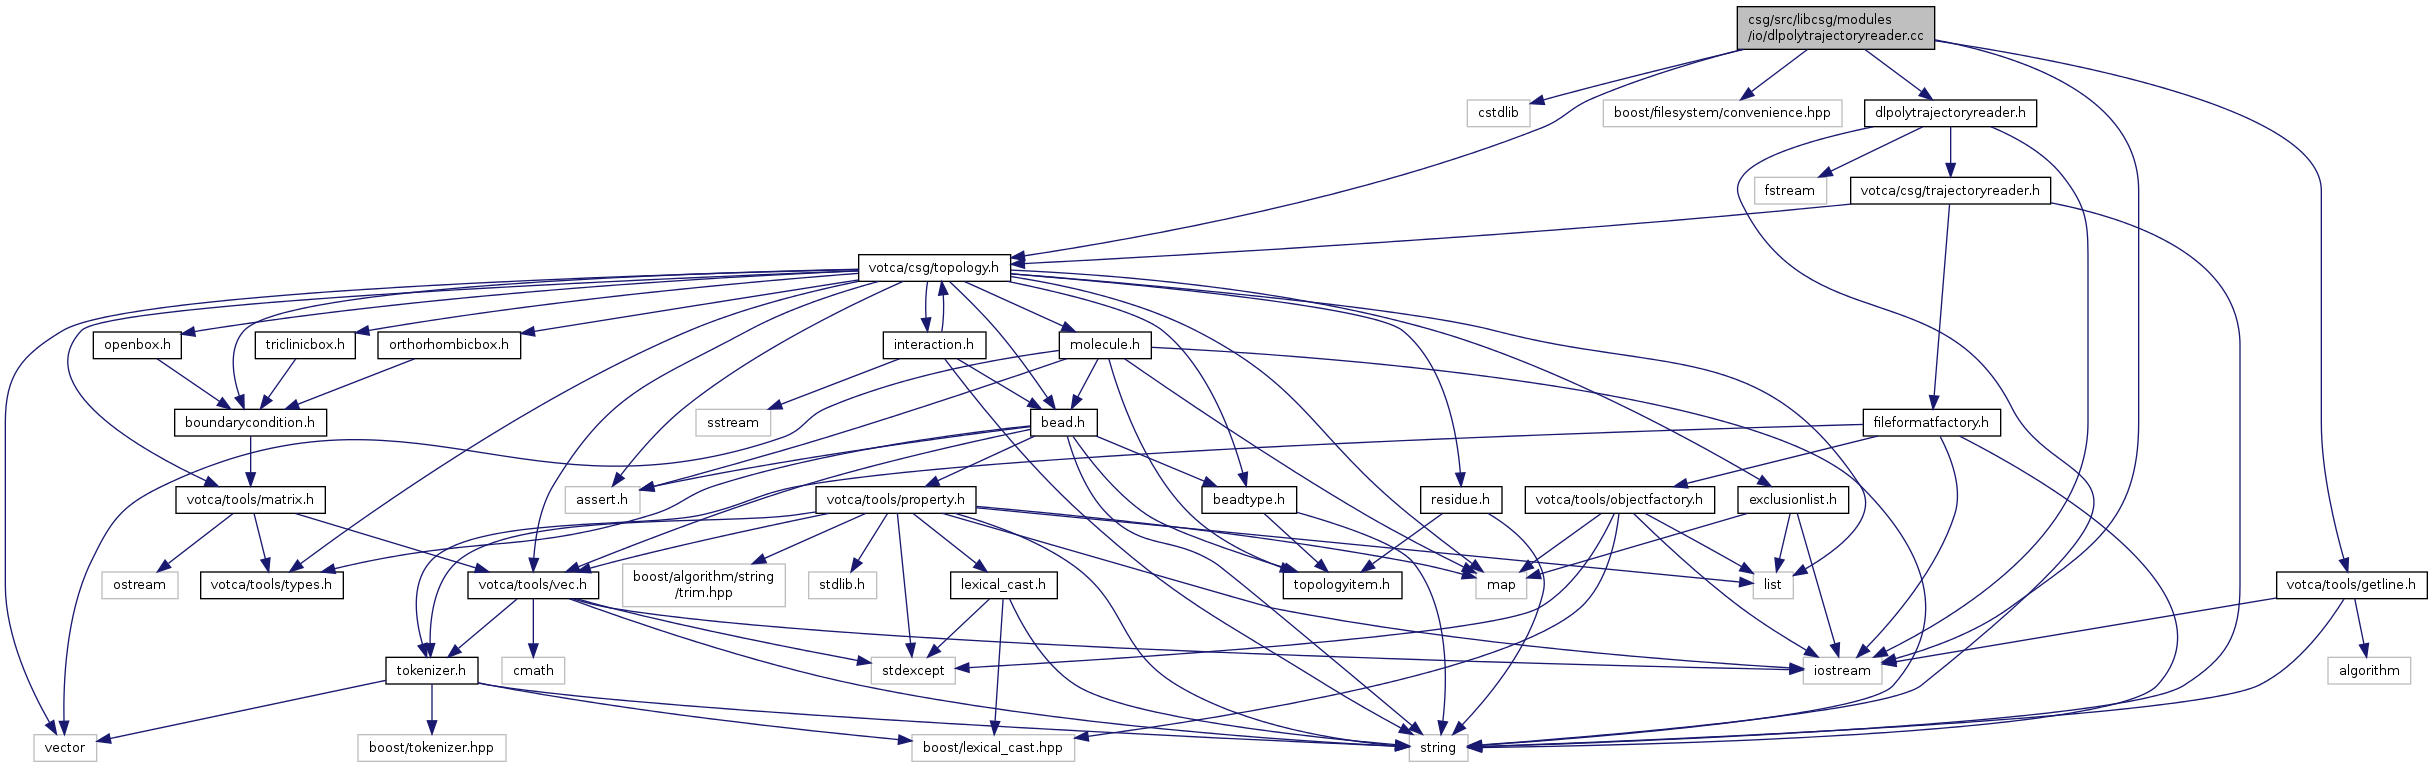 csg/src/libcsg/modules
/io/dlpolytrajectoryreader.cc
cstdlib
boost/filesystem/convenience.hpp
dlpolytrajectoryreader.h
fstream
votca/csg/trajectoryreader.h
votca/csg/topology.h
openbox.h
triclinicbox.h
orthorhombicbox.h
interaction.h
molecule.h
boundarycondition.h
sstream
bead.h
fileformatfactory.h
votca/tools/matrix.h
assert.h
votca/tools/property.h
beadtype.h
residue.h
votca/tools/objectfactory.h
exclusionlist.h
ostream
votca/tools/types.h
votca/tools/vec.h
boost/algorithm/string
/trim.hpp
stdlib.h
lexical_cast.h
topologyitem.h
map
list
votca/tools/getline.h
tokenizer.h
cmath
stdexcept
iostream
algorithm
vector
boost/tokenizer.hpp
boost/lexical_cast.hpp
string